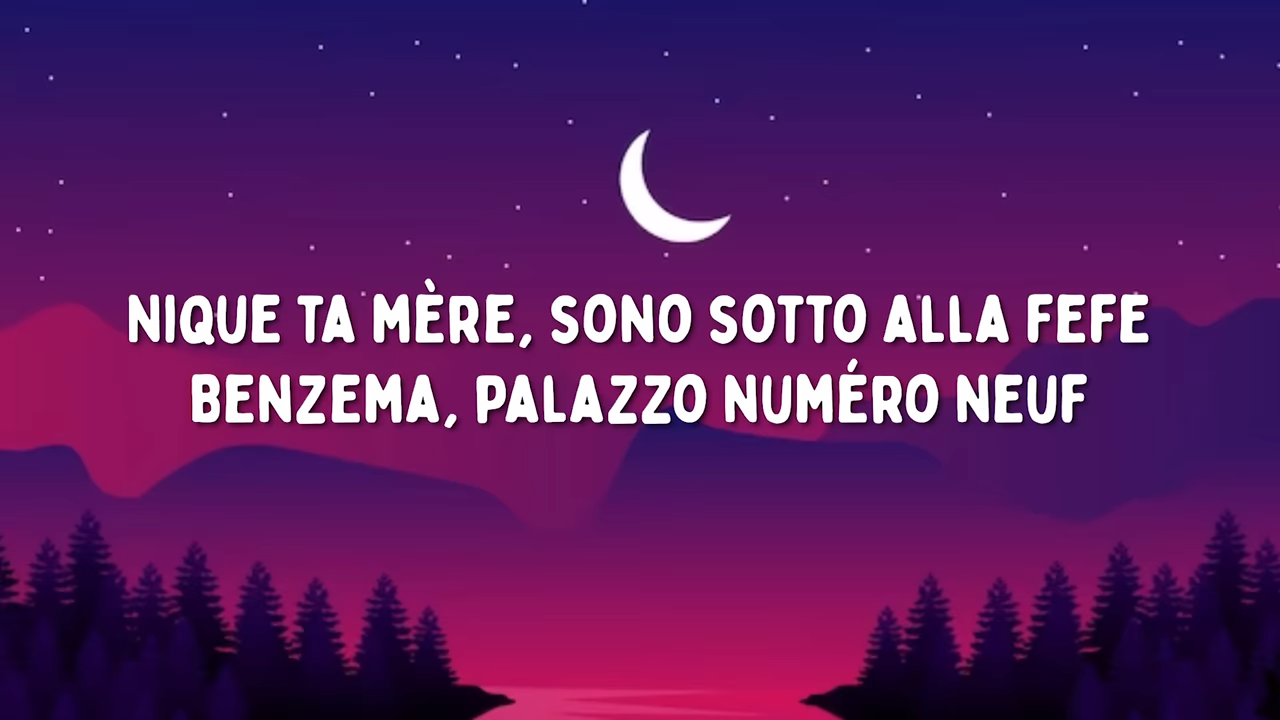 NIQUE TA MÈRE, SONO SOTTO ALLA FEFE
BENZEMA, PALAZZO NUMÉRO NEUF